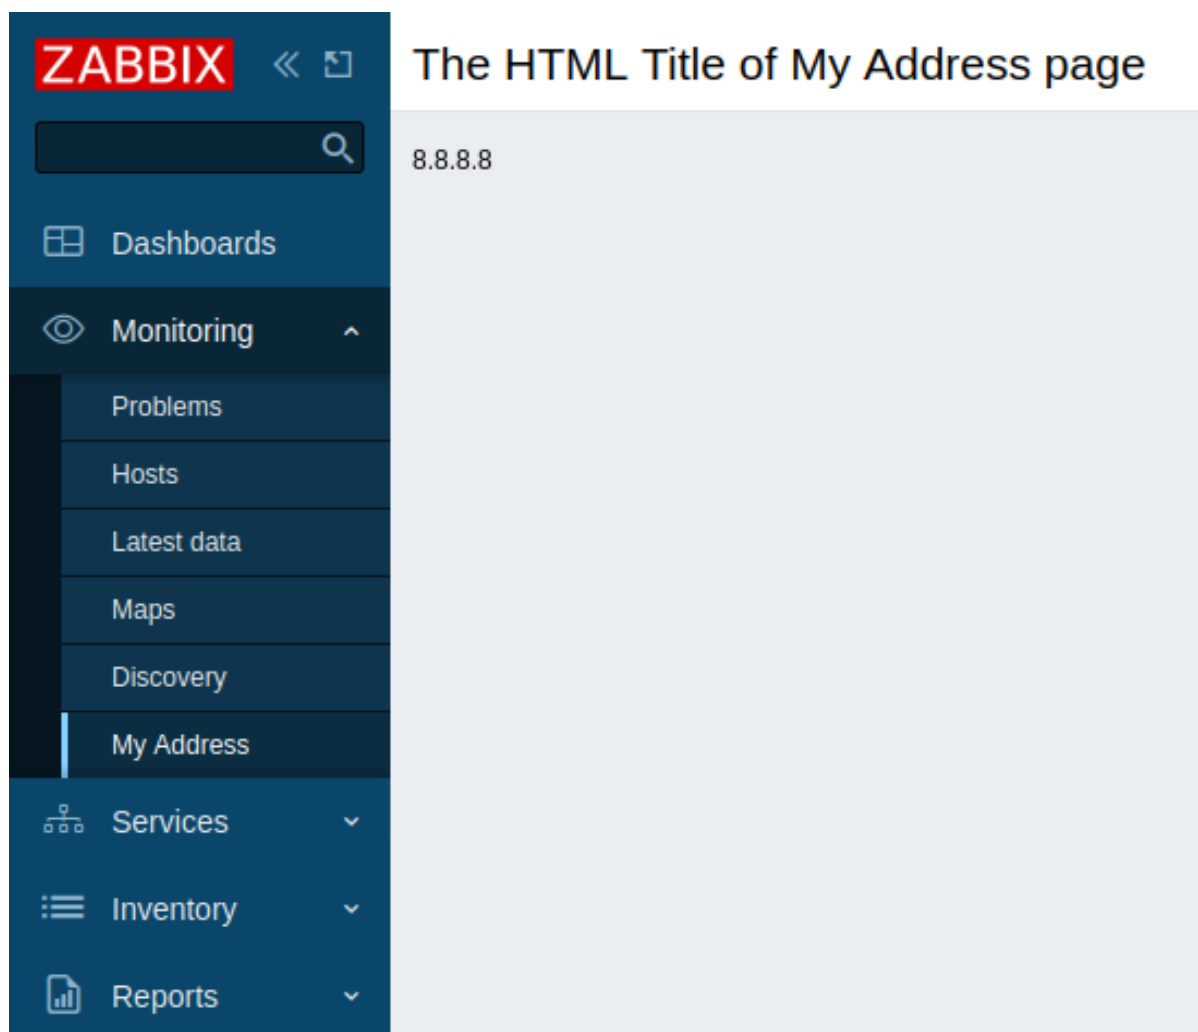 ZABBIX
The HTML Title of My Address page
8.8.8.8
Dashboards
Monitoring
Problems
Hosts
Latest data
Maps
Discovery
My Address
Services
Inventory
Reports